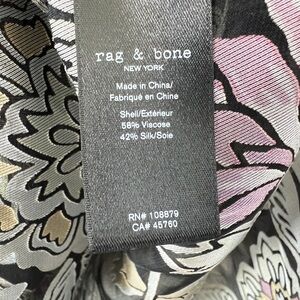 rag & bone
NEW YORK
Made in China/
Fabriqué en Chine
Shell/Extérieur
58% Viscose
42% Silk/Soie
RN# 108879
CA# 45760